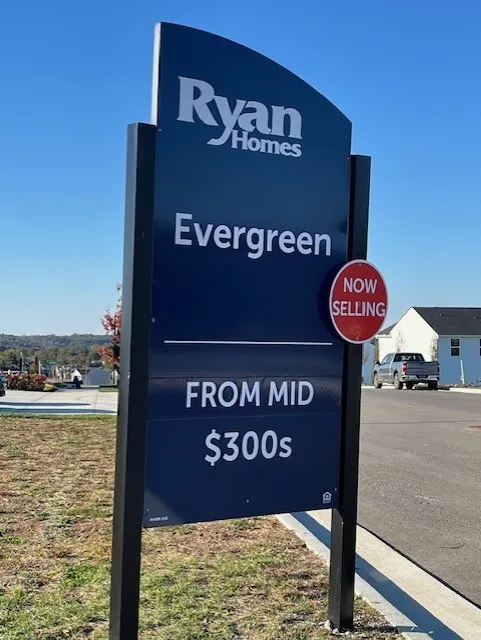 Ryan
Homes
Evergreen
NOW
SELLING
FROM MID
$300s